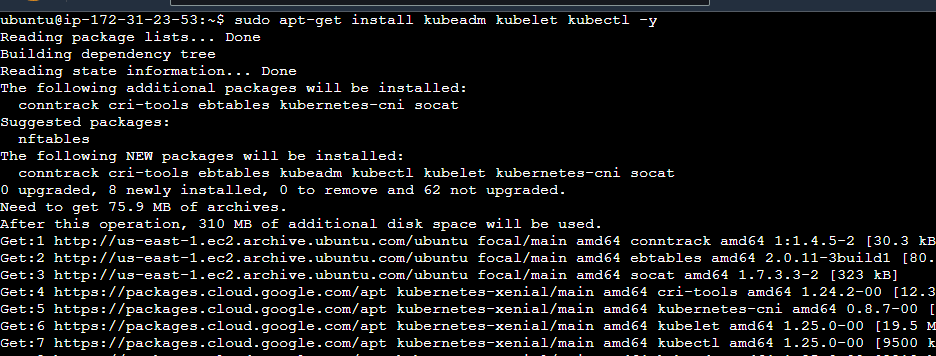 ubuntu@ip-172-31-23-53:~$ sudo apt-get install kubeadm kubelet kubectl -y
Reading package lists... Done
Building dependency tree
Reading state information... Done
The following additional packages will be installed:
  conntrack cri-tools ebtables kubernetes-cni socat
Suggested packages:
  nftables
The following NEW packages will be installed:
  conntrack cri-tools ebtables kubeadm kubectl kubelet kubernetes-cni socat
0 upgraded, 8 newly installed, 0 to remove and 62 not upgraded.
Need to get 75.9 MB of archives.
After this operation, 310 MB of additional disk space will be used.
Get:1 http://us-east-1.ec2.archive.ubuntu.com/ubuntu focal/main amd64 conntrack amd64 1:1.4.5-2 [30.3 kB
Get:2 http://us-east-1.ec2.archive.ubuntu.com/ubuntu focal/main amd64 ebtables amd64 2.0.11-3build1 [80.
Get:3 http://us-east-1.ec2.archive.ubuntu.com/ubuntu focal/main amd64 socat amd64 1.7.3.3-2 [323 kB]
Get:4 https://packages.cloud.google.com/apt kubernetes-xenial/main amd64 cri-tools amd64 1.24.2-00 [12.3
Get:5 https://packages.cloud.google.com/apt kubernetes-xenial/main amd64 kubernetes-cni amd64 0.8.7-00 [
Get:6 https://packages.cloud.google.com/apt kubernetes-xenial/main amd64 kubelet amd64 1.25.0-00 [19.5 M
Get:7 https://packages.cloud.google.com/apt kubernetes-xenial/main amd64 kubectl amd64 1.25.0-00 [9500 k